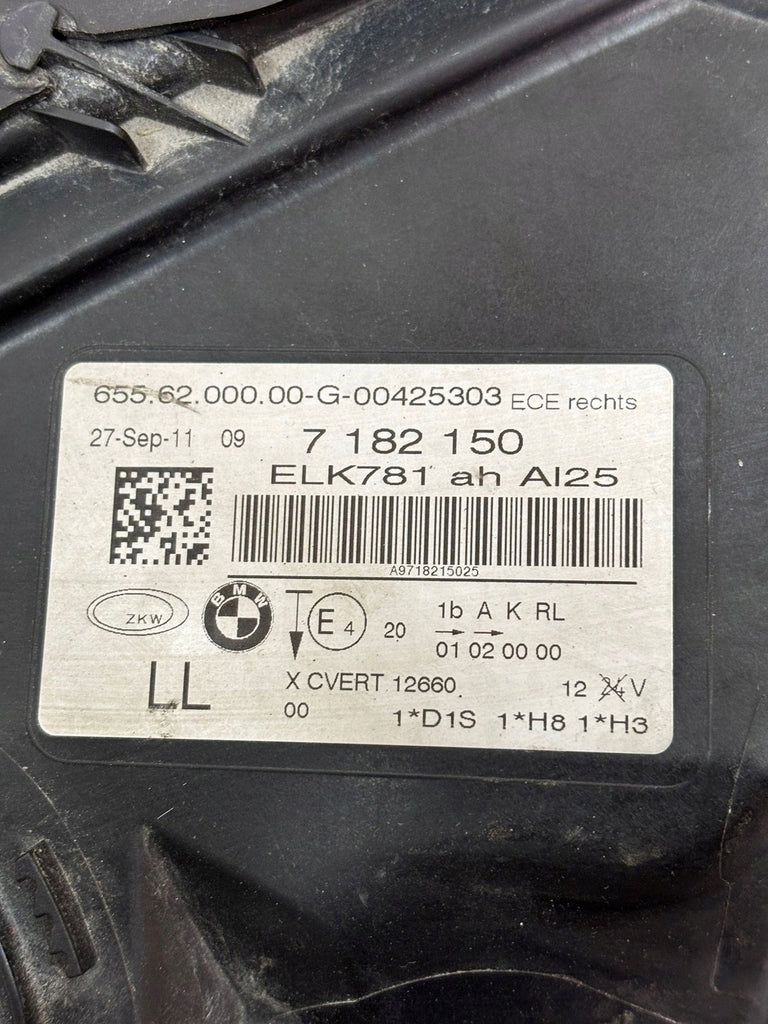 655.62.000.00-G-00425303 ECE rechts
27-Sep-11 09 7 182 150
ELK781 ah AI25
A9718215025
ZKW BMW E4 20 1b A K RL
01 02 00 00
LL X CVERT 12660 12 24 V
00 1*D1S 1*H8 1*H3